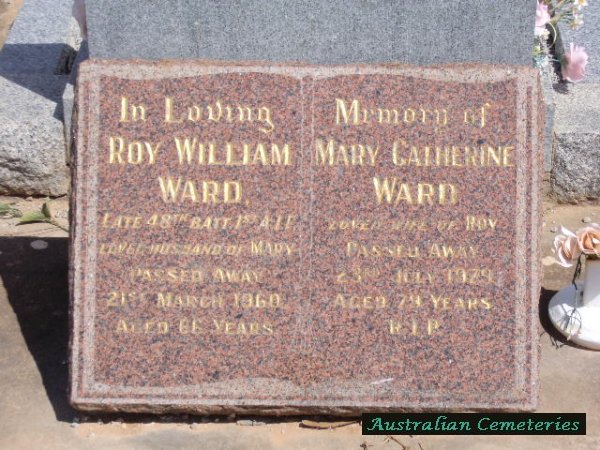 In Loving
ROY WILLIAM
WARD
LATE 48TH BATT 1ST A.I.F.
LOVED HUSBAND OF MARY
PASSED AWAY
21ST MARCH 1960
AGED 66 YEARS
Memory of
MARY CATHERINE
WARD
LOVED WIFE OF ROY
PASSED AWAY
23RD JULY 1979
AGED 79 YEARS
R.I.P.
Australian Cemeteries